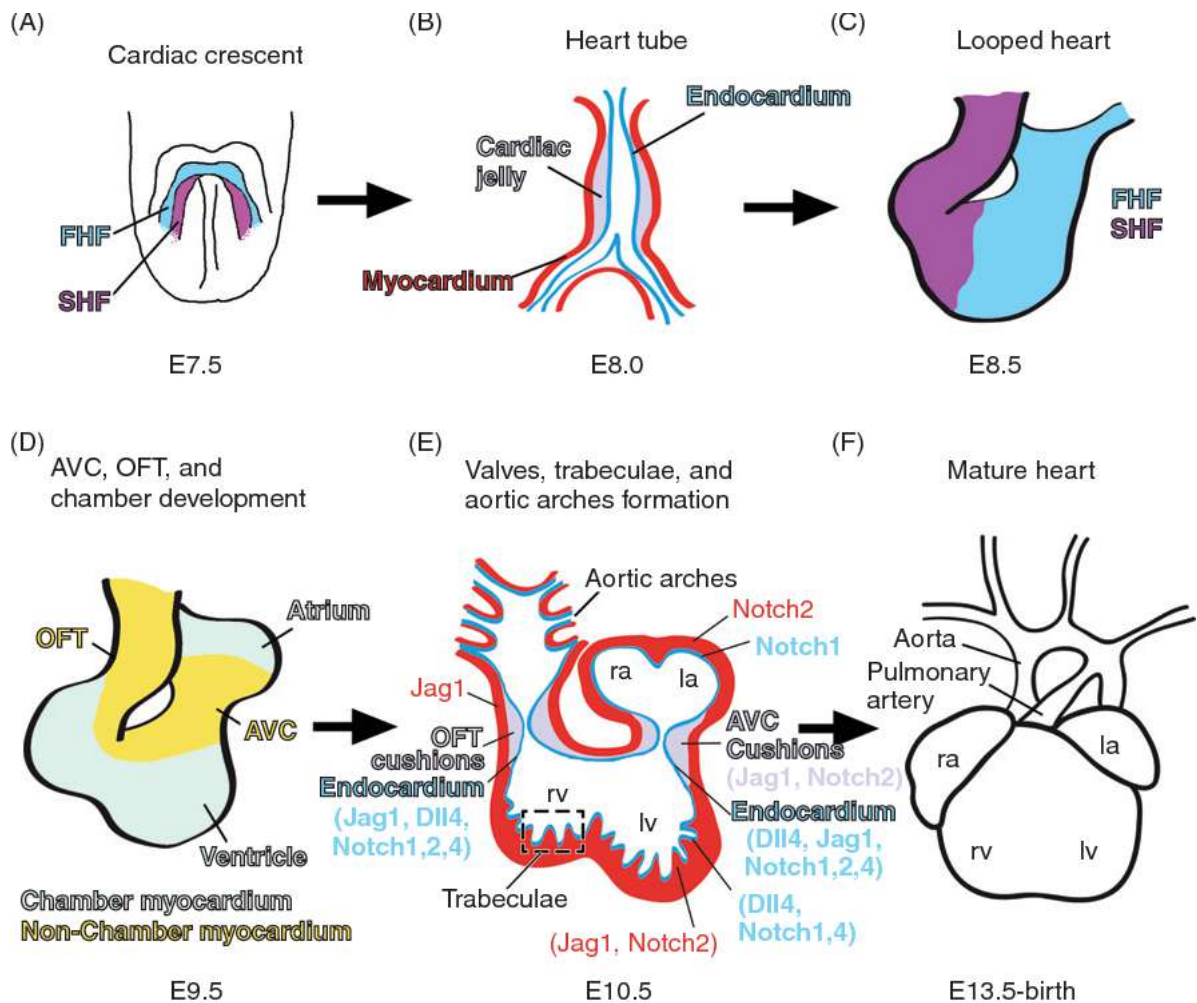 (A)
Cardiac crescent
FHF
SHF
E7.5
(B)
Heart tube
Endocardium
Cardiac
jelly
Myocardium
E8.0
(C)
Looped heart
FHF
SHF
E8.5
(D)
AVC, OFT, and
chamber development
OFT
Atrium
AVC
Ventricle
Chamber myocardium
Non-Chamber myocardium
E9.5
(E)
Valves, trabeculae, and
aortic arches formation
Aortic arches
Notch2
Notch1
ra
la
Jag1
OFT
cushions
Endocardium
(Jag1, Dll4,
Notch1,2,4)
rv
lv
AVC
Cushions
(Jag1, Notch2)
Endocardium
(Dll4, Jag1,
Notch1,2,4)
(Dll4,
Notch1,4)
Trabeculae
(Jag1, Notch2)
E10.5
(F)
Mature heart
Aorta
Pulmonary
artery
ra
la
rv
lv
E13.5-birth